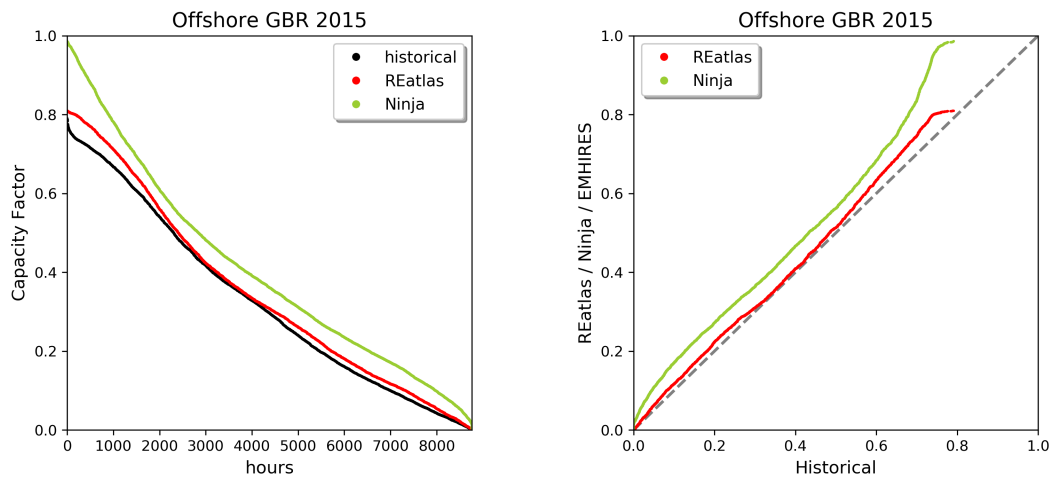 Offshore GBR 2015
1.0
0.8
0.6
0.4
0.2
0.0
Capacity Factor
historical
REatlas
Ninja
0 1000 2000 3000 4000 5000 6000 7000 8000
hours
Offshore GBR 2015
1.0
0.8
0.6
0.4
0.2
0.0
REatlas / Ninja / EMHIRES
REatlas
Ninja
0.0 0.2 0.4 0.6 0.8 1.0
Historical